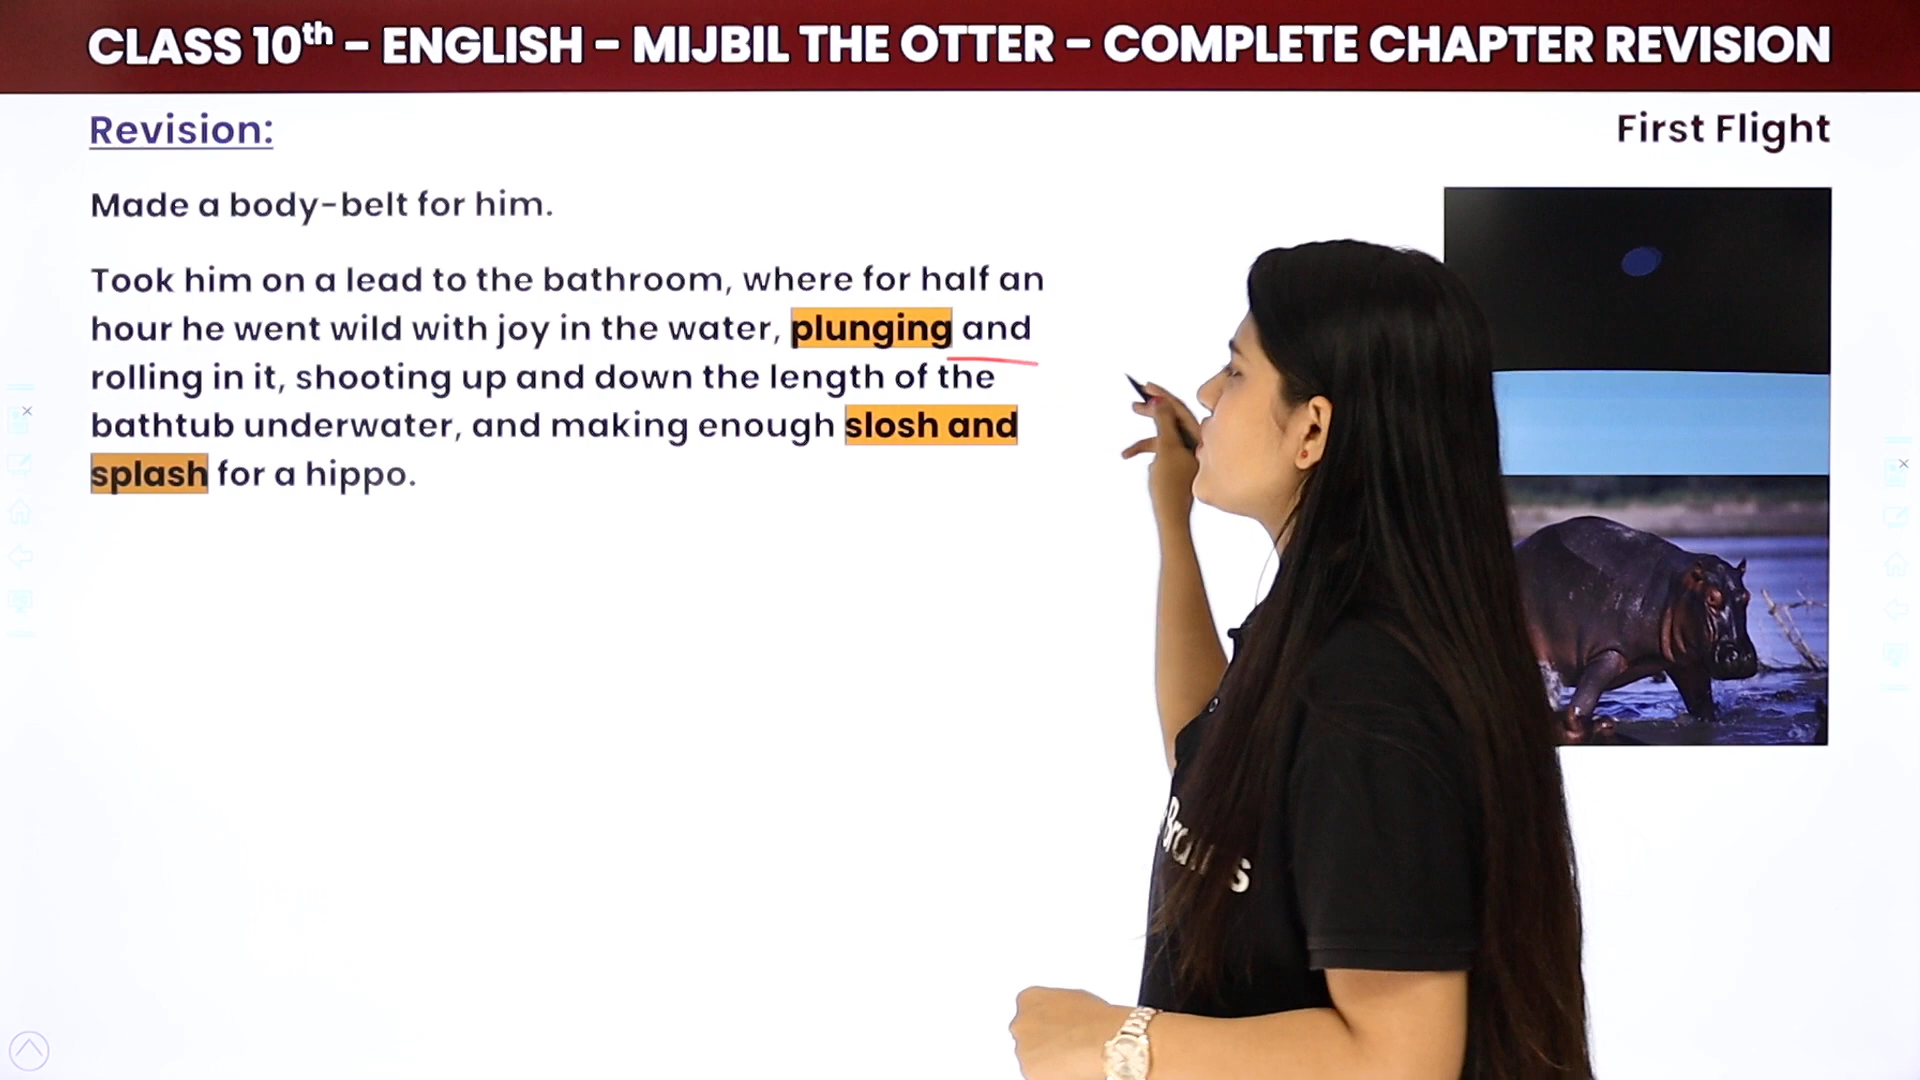 CLASS 10th – ENGLISH – MIJBIL THE OTTER – COMPLETE CHAPTER REVISION
Revision:
First Flight
Made a body-belt for him.
Took him on a lead to the bathroom, where for half an
hour he went wild with joy in the water, plunging and
rolling in it, shooting up and down the length of the
bathtub underwater, and making enough slosh and
splash for a hippo.